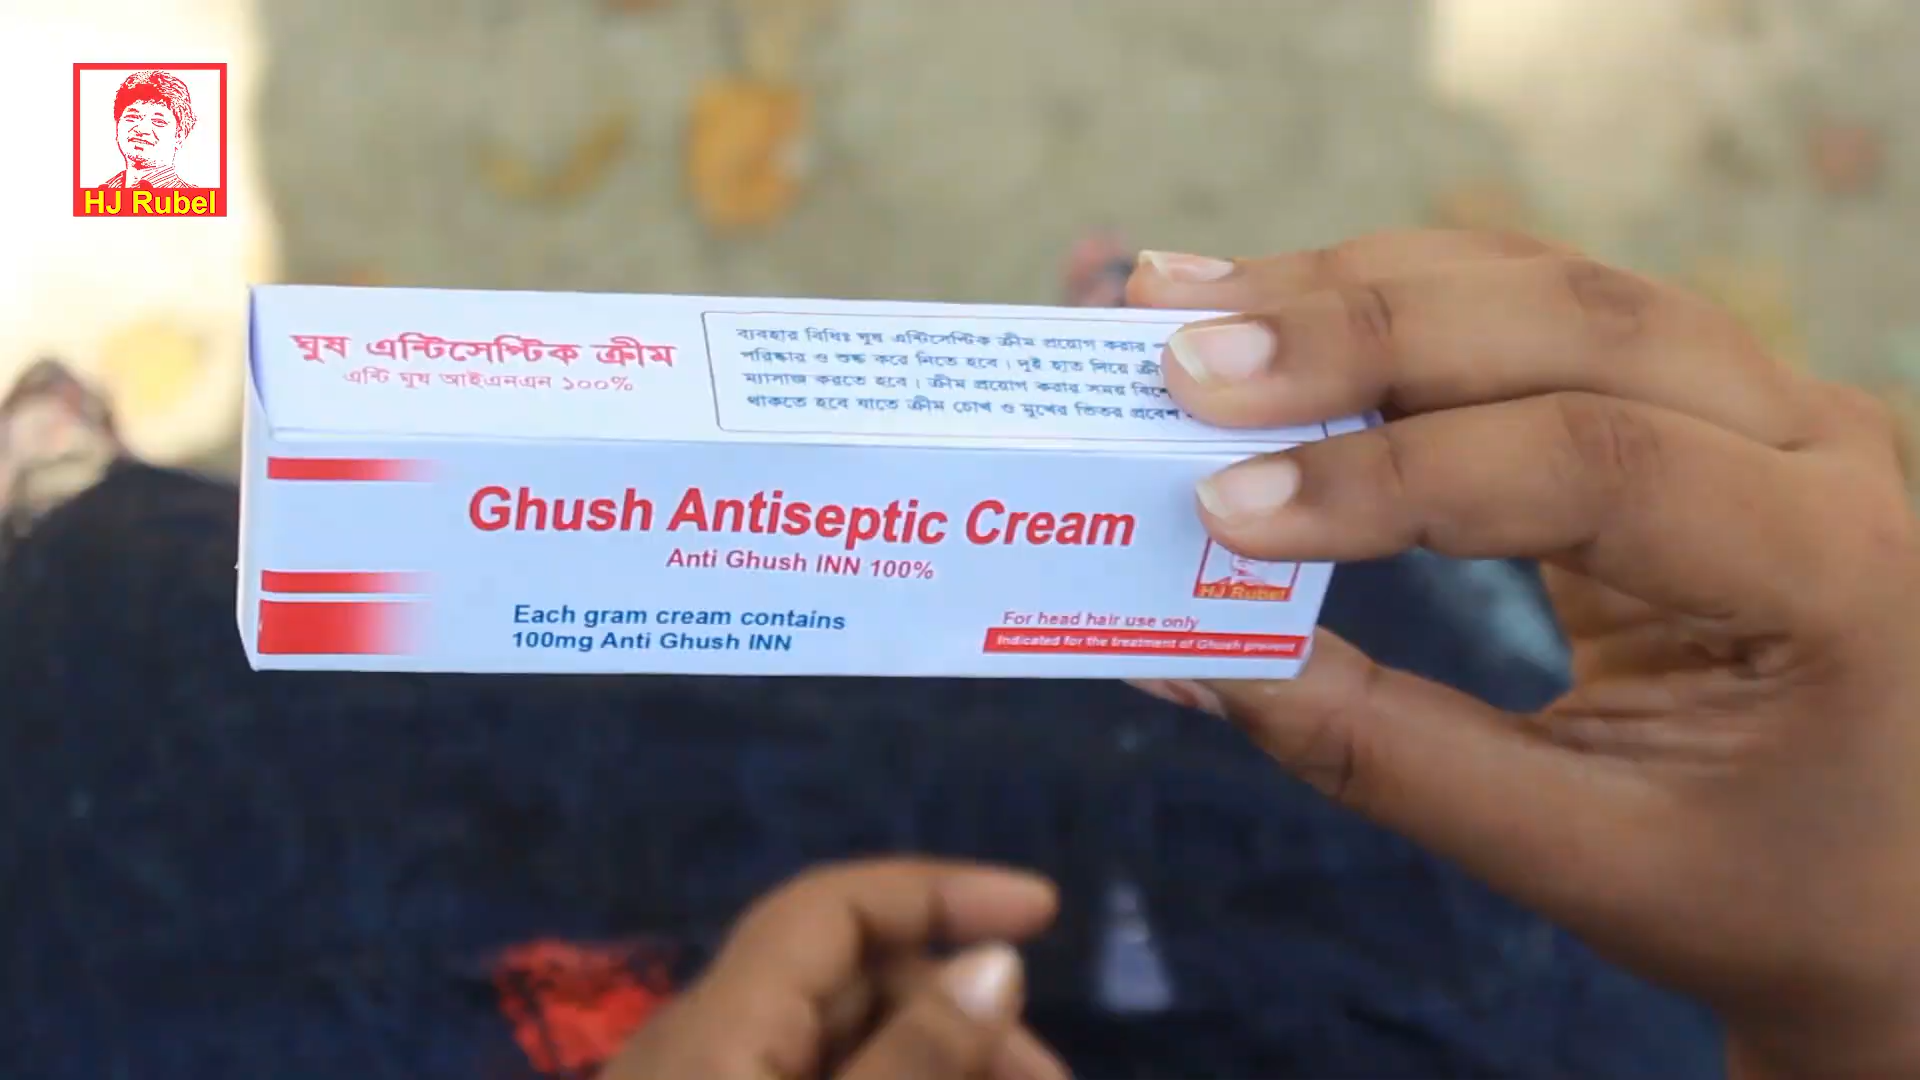 HJ Rubel
ঘুষ এন্টিসেপ্টিক ক্রীম
এন্টি ঘুষ আইএনএন ১০০%
ব্যবহার বিধিঃ ঘুষ এন্টিসেপ্টিক ক্রীম প্রয়োগ করার
পরিষ্কার ও শুষ্ক করে নিতে হবে। দুই হাত দিয়ে ক্রী
ম্যাসাজ করতে হবে। ক্রীম প্রয়োগ করার সময় বিশে
থাকতে হবে যাতে ক্রীম চোখ ও মুখের ভিতর প্রবেশ
Ghush Antiseptic Cream
Anti Ghush INN 100%
HJ Rubel
Each gram cream contains
100mg Anti Ghush INN
For head hair use only
Indicated for the treatment of Ghush prevent